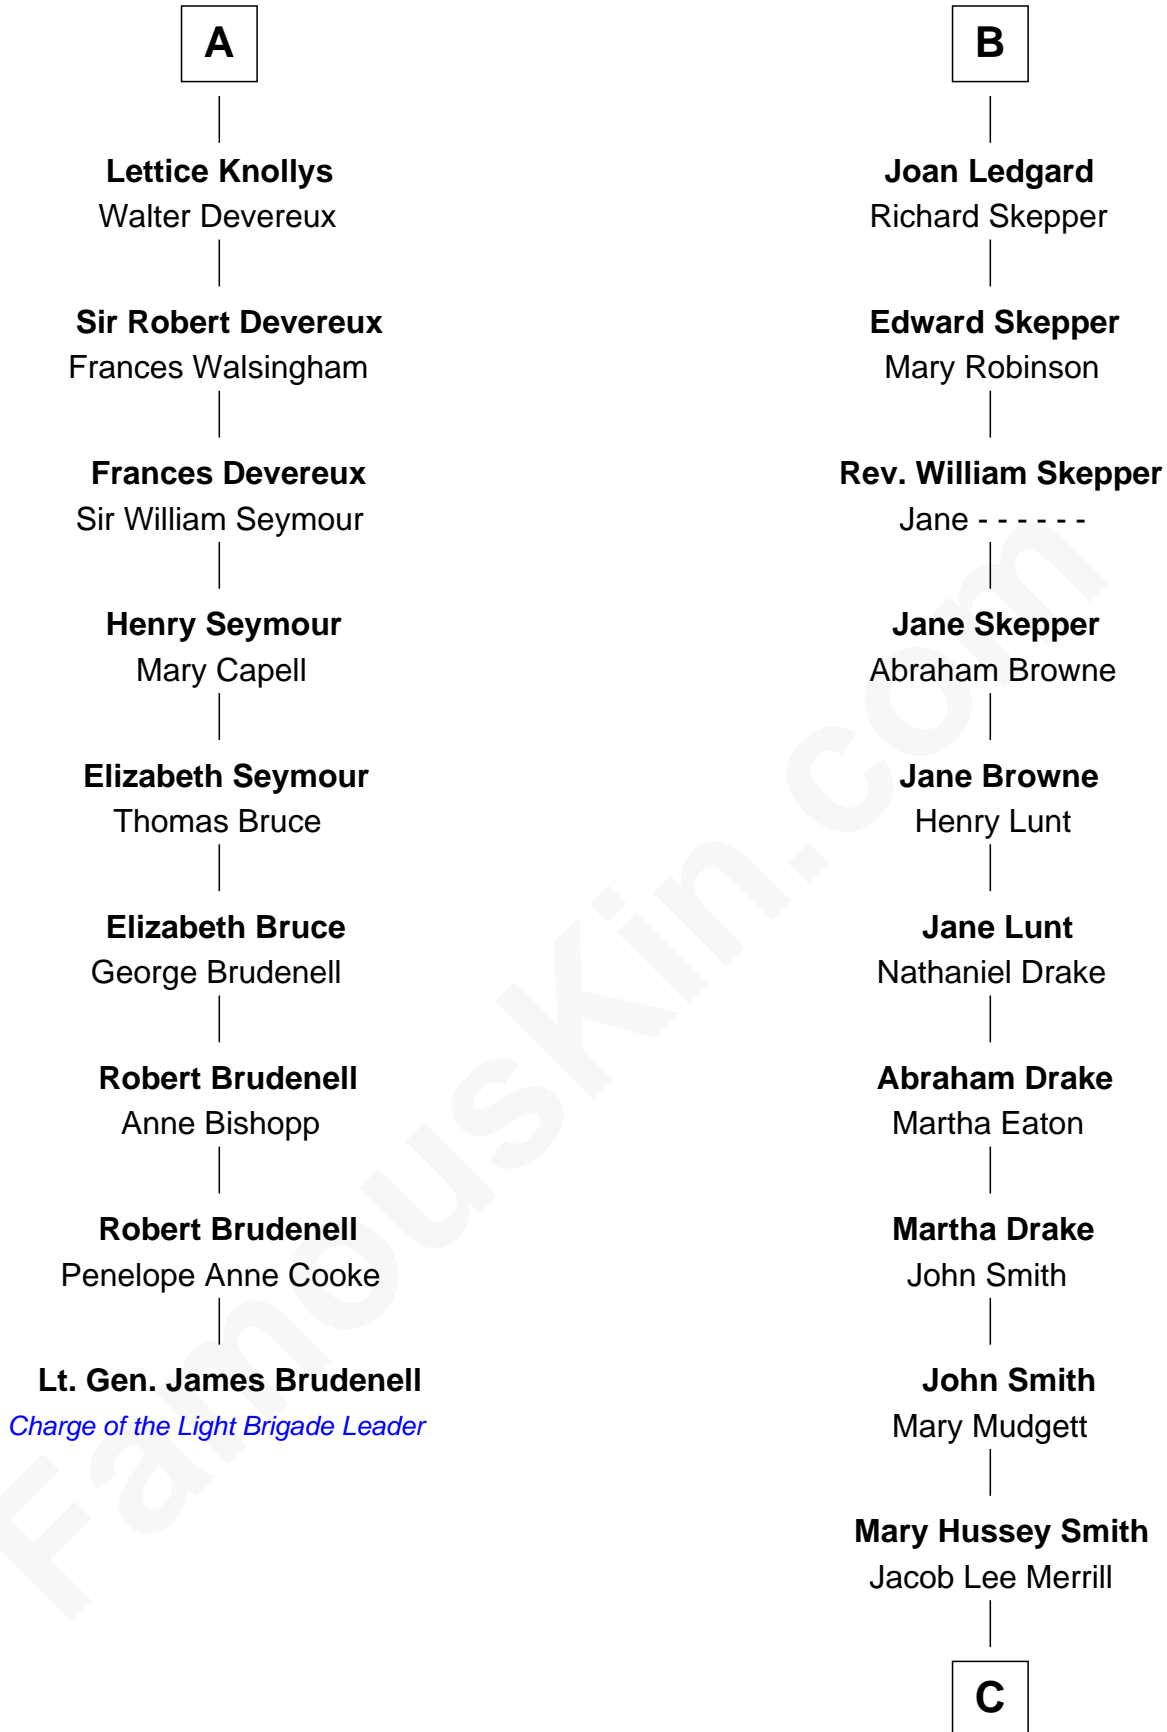 A
Lettice Knollys
Walter Devereux
Sir Robert Devereux
Frances Walsingham
Frances Devereux
Sir William Seymour
Henry Seymour
Mary Capell
Elizabeth Seymour
Thomas Bruce
Elizabeth Bruce
George Brudenell
Robert Brudenell
Anne Bishopp
Robert Brudenell
Penelope Anne Cooke
Lt. Gen. James Brudenell
Charge of the Light Brigade Leader
B
Joan Ledgard
Richard Skepper
Edward Skepper
Mary Robinson
Rev. William Skepper
Jane - - - - - -
Jane Skepper
Abraham Browne
Jane Browne
Henry Lunt
Jane Lunt
Nathaniel Drake
Abraham Drake
Martha Eaton
Martha Drake
John Smith
John Smith
Mary Mudgett
Mary Hussey Smith
Jacob Lee Merrill
C
FamousKin.com